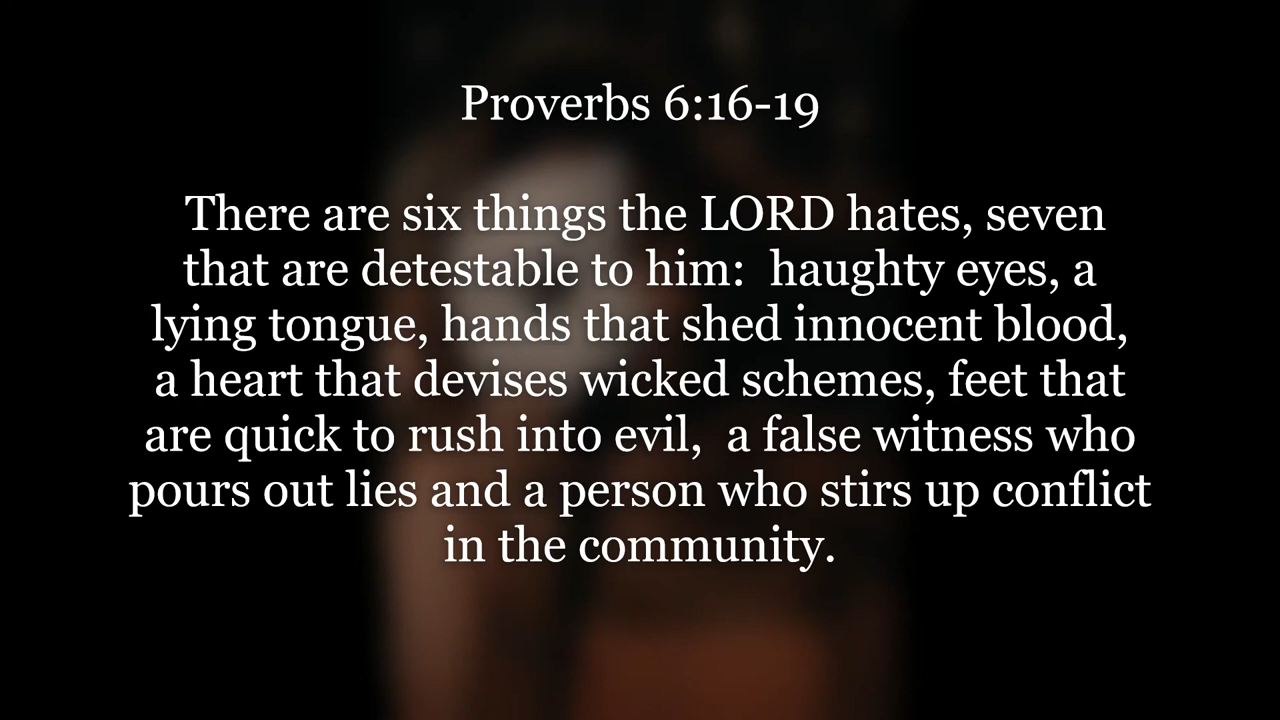 Proverbs 6:16-19
There are six things the LORD hates, seven
that are detestable to him:  haughty eyes, a
lying tongue, hands that shed innocent blood,
a heart that devises wicked schemes, feet that
are quick to rush into evil,  a false witness who
pours out lies and a person who stirs up conflict
in the community.